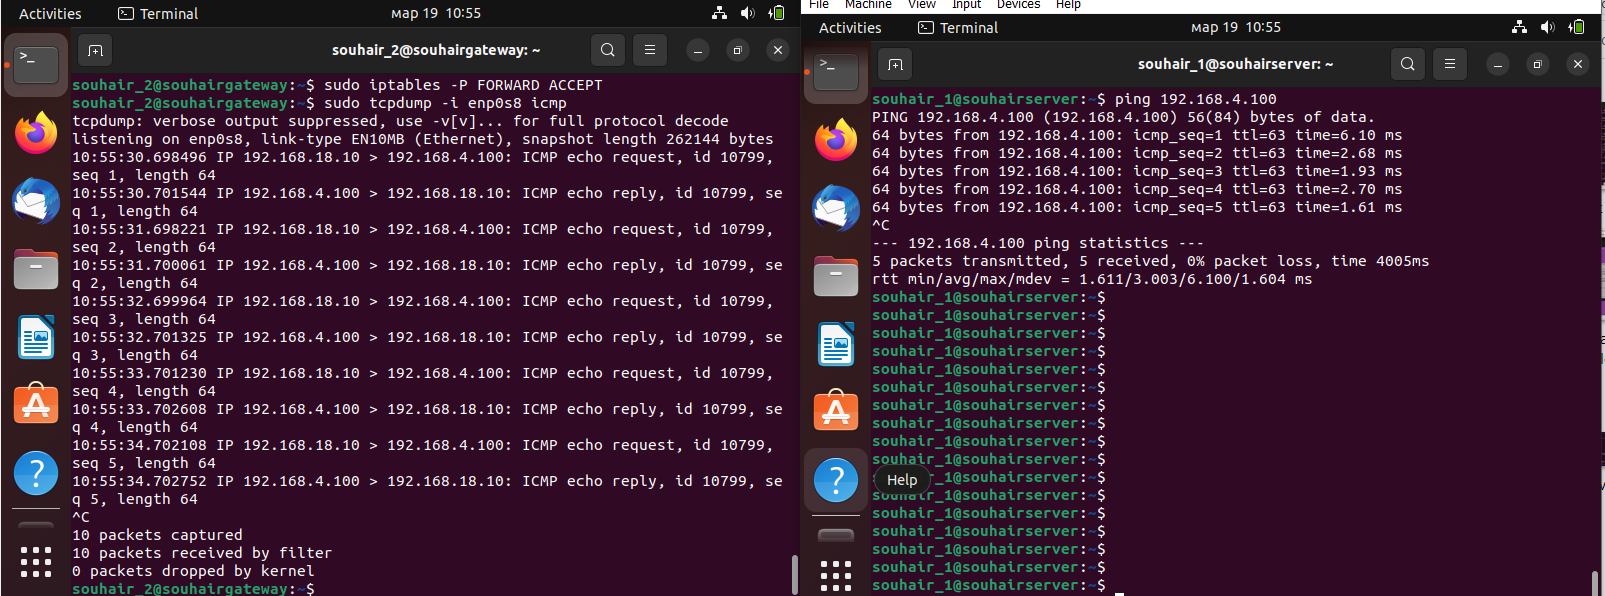 Activities
Terminal
мар 19  10:55
souhair_2@souhairgateway: ~
souhair_2@souhairgateway:~$ sudo iptables -P FORWARD ACCEPT
souhair_2@souhairgateway:~$ sudo tcpdump -i enp0s8 icmp
tcpdump: verbose output suppressed, use -v[v]... for full protocol decode
listening on enp0s8, link-type EN10MB (Ethernet), snapshot length 262144 bytes
10:55:30.698496 IP 192.168.18.10 > 192.168.4.100: ICMP echo request, id 10799,
seq 1, length 64
10:55:30.701544 IP 192.168.4.100 > 192.168.18.10: ICMP echo reply, id 10799, se
q 1, length 64
10:55:31.698221 IP 192.168.18.10 > 192.168.4.100: ICMP echo request, id 10799,
seq 2, length 64
10:55:31.700061 IP 192.168.4.100 > 192.168.18.10: ICMP echo reply, id 10799, se
q 2, length 64
10:55:32.699964 IP 192.168.18.10 > 192.168.4.100: ICMP echo request, id 10799,
seq 3, length 64
10:55:32.701325 IP 192.168.4.100 > 192.168.18.10: ICMP echo reply, id 10799, se
q 3, length 64
10:55:33.701230 IP 192.168.18.10 > 192.168.4.100: ICMP echo request, id 10799,
seq 4, length 64
10:55:33.702608 IP 192.168.4.100 > 192.168.18.10: ICMP echo reply, id 10799, se
q 4, length 64
10:55:34.702108 IP 192.168.18.10 > 192.168.4.100: ICMP echo request, id 10799,
seq 5, length 64
10:55:34.702752 IP 192.168.4.100 > 192.168.18.10: ICMP echo reply, id 10799, se
q 5, length 64
^C
10 packets captured
10 packets received by filter
0 packets dropped by kernel
souhair_2@souhairgateway:~$
File Machine View Input Devices Help
Activities
Terminal
мар 19  10:55
souhair_1@souhairserver: ~
souhair_1@souhairserver:~$ ping 192.168.4.100
PING 192.168.4.100 (192.168.4.100) 56(84) bytes of data.
64 bytes from 192.168.4.100: icmp_seq=1 ttl=63 time=6.10 ms
64 bytes from 192.168.4.100: icmp_seq=2 ttl=63 time=2.68 ms
64 bytes from 192.168.4.100: icmp_seq=3 ttl=63 time=1.93 ms
64 bytes from 192.168.4.100: icmp_seq=4 ttl=63 time=2.70 ms
64 bytes from 192.168.4.100: icmp_seq=5 ttl=63 time=1.61 ms
^C
--- 192.168.4.100 ping statistics ---
5 packets transmitted, 5 received, 0% packet loss, time 4005ms
rtt min/avg/max/mdev = 1.611/3.003/6.100/1.604 ms
souhair_1@souhairserver:~$
souhair_1@souhairserver:~$
souhair_1@souhairserver:~$
souhair_1@souhairserver:~$
souhair_1@souhairserver:~$
souhair_1@souhairserver:~$
souhair_1@souhairserver:~$
souhair_1@souhairserver:~$
souhair_1@souhairserver:~$
souhair_1@souhairserver:~$
souhair_1@souhairserver:~$
Help
souhair_1@souhairserver:~$
souhair_1@souhairserver:~$
souhair_1@souhairserver:~$
souhair_1@souhairserver:~$
souhair_1@souhairserver:~$
souhair_1@souhairserver:~$